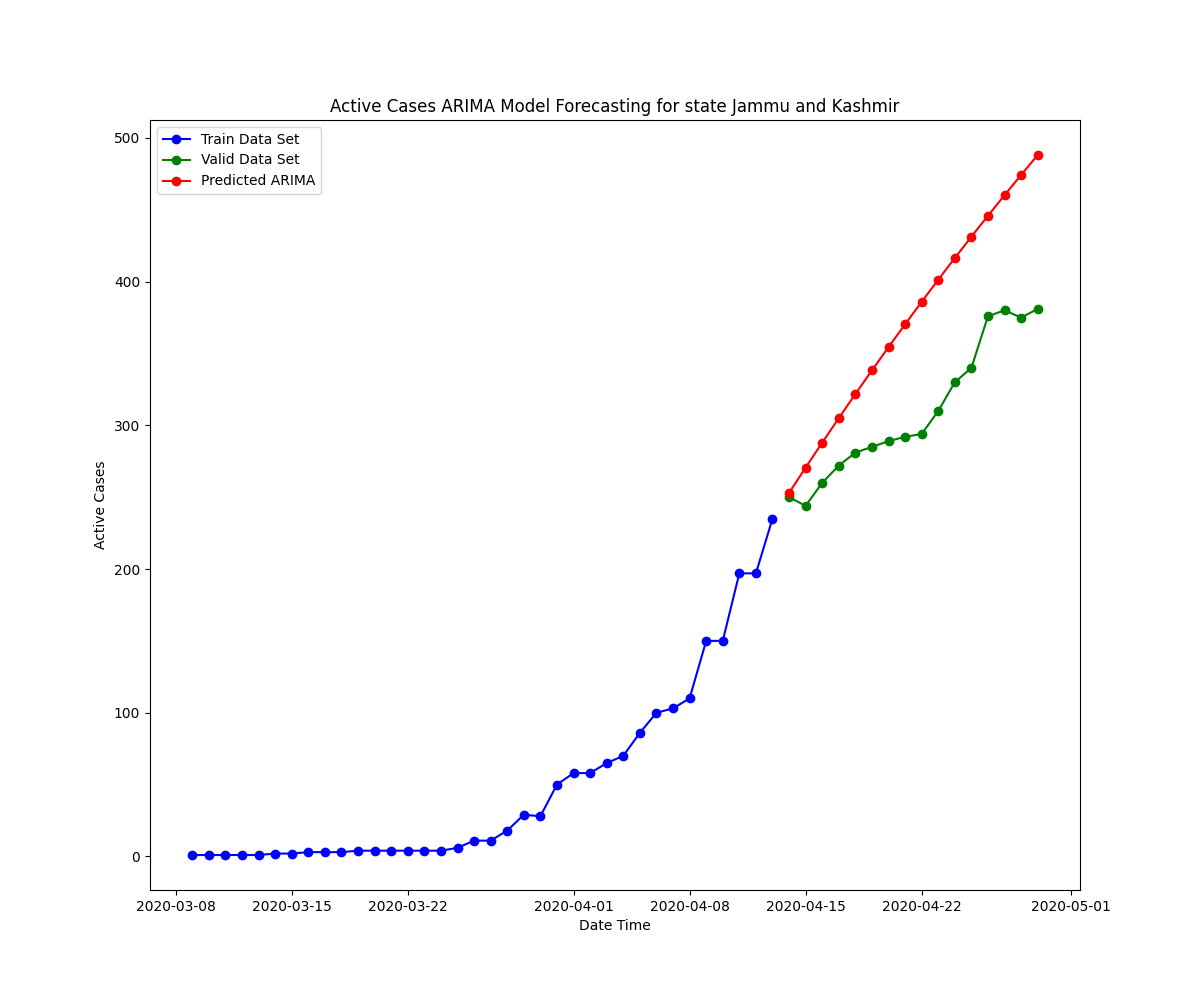 Active Cases ARIMA Model Forecasting for state Jammu and Kashmir
Train Data Set
Valid Data Set
Predicted ARIMA
500
400
300
200
100
0
Active Cases
2020-03-08 2020-03-15 2020-03-22 2020-04-01 2020-04-08 2020-04-15 2020-04-22 2020-05-01
Date Time